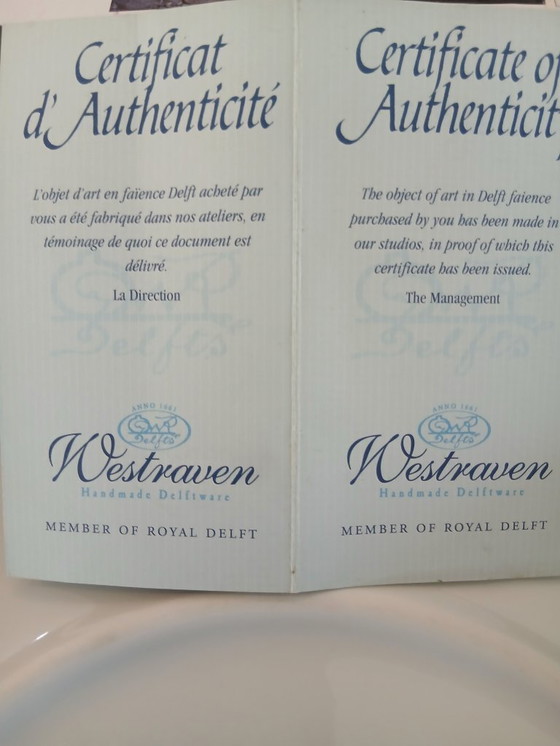 Certificat
d'Authenticité
L'objet d'art en faïence Delft acheté par
vous a été fabriqué dans nos ateliers, en
témoinage de quoi ce document est
délivré.
La Direction
ANNO 1661
Delfts
Westraven
Handmade Delftware
MEMBER OF ROYAL DELFT
Certificate of
Authenticit
The object of art in Delft faience
purchased by you has been made in
our studios, in proof of which this
certificate has been issued.
The Management
ANNO 1661
Delfts
Westraven
Handmade Delftware
MEMBER OF ROYAL DELFT